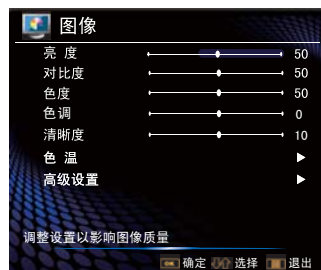 图像
亮 度 50
对比度 50
色度 50
色调 0
清晰度 10
色 温
高级设置
调整设置以影响图像质量
OK 确定 选择 退出